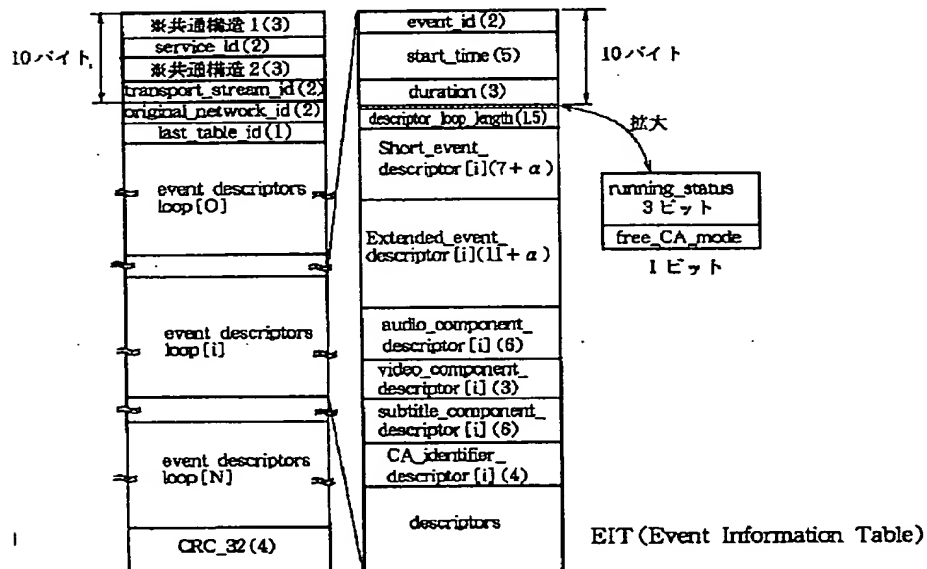 ※共通構造1(3)
service_id(2)
※共通構造2(3)
transport_stream_id(2)
original_network_id(2)
last_table_id(1)
10バイト
event descriptors
loop[0]
event descriptors
loop[i]
event descriptors
loop[N]
CRC_32(4)
event_id(2)
start_time(5)
duration(3)
10バイト
descriptor_loop_length(1.5)
Short_event_
descriptor[i](7+α)
Extended_event_
descriptor[i](11+α)
audio_component_
descriptor[i](6)
video_component_
descriptor[i](3)
subtitle_component_
descriptor[i](6)
CA_identifier_
descriptor[i](4)
descriptors
拡大
running_status
3ビット
free_CA_mode
1ビット
EIT(Event Information Table)